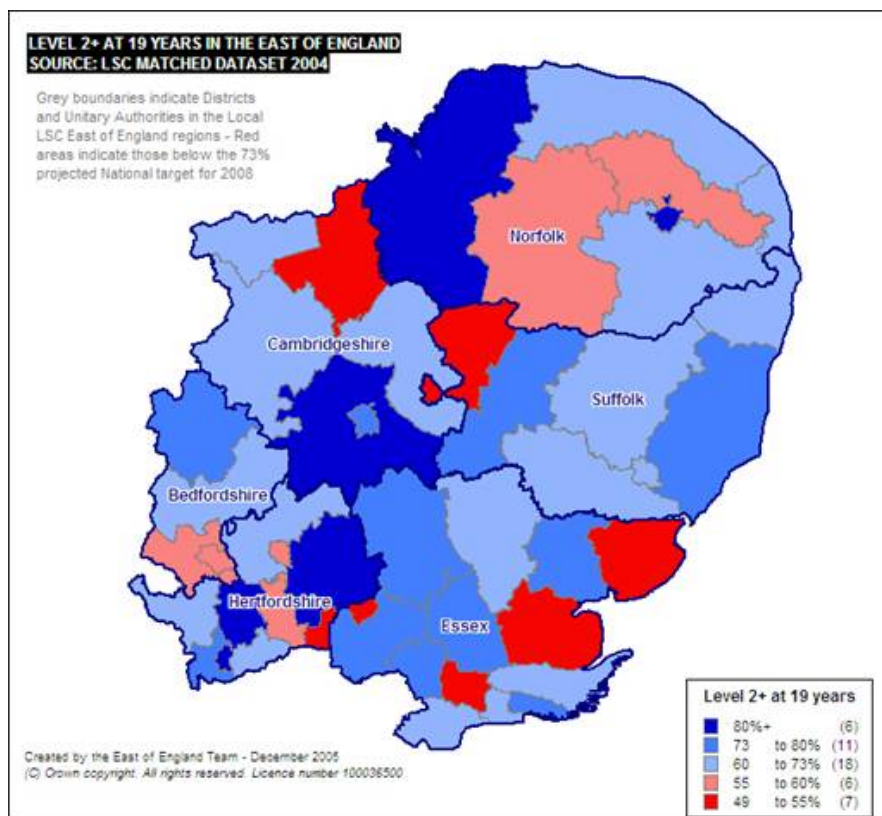 LEVEL 2+ AT 19 YEARS IN THE EAST OF ENGLAND
SOURCE: LSC MATCHED DATASET 2004
Grey boundaries indicate Districts
and Unitary Authorities in the Local
LSC East of England regions - Red
areas indicate those below the 73%
projected National target for 2008
Norfolk
Cambridgeshire
Suffolk
Bedfordshire
Hertfordshire
Essex
Level 2+ at 19 years
80%+ (6)
73 to 80% (11)
60 to 73% (18)
55 to 60% (6)
49 to 55% (7)
Created by the East of England Team - December 2005
(C) Crown copyright. All rights reserved. Licence number 100036500